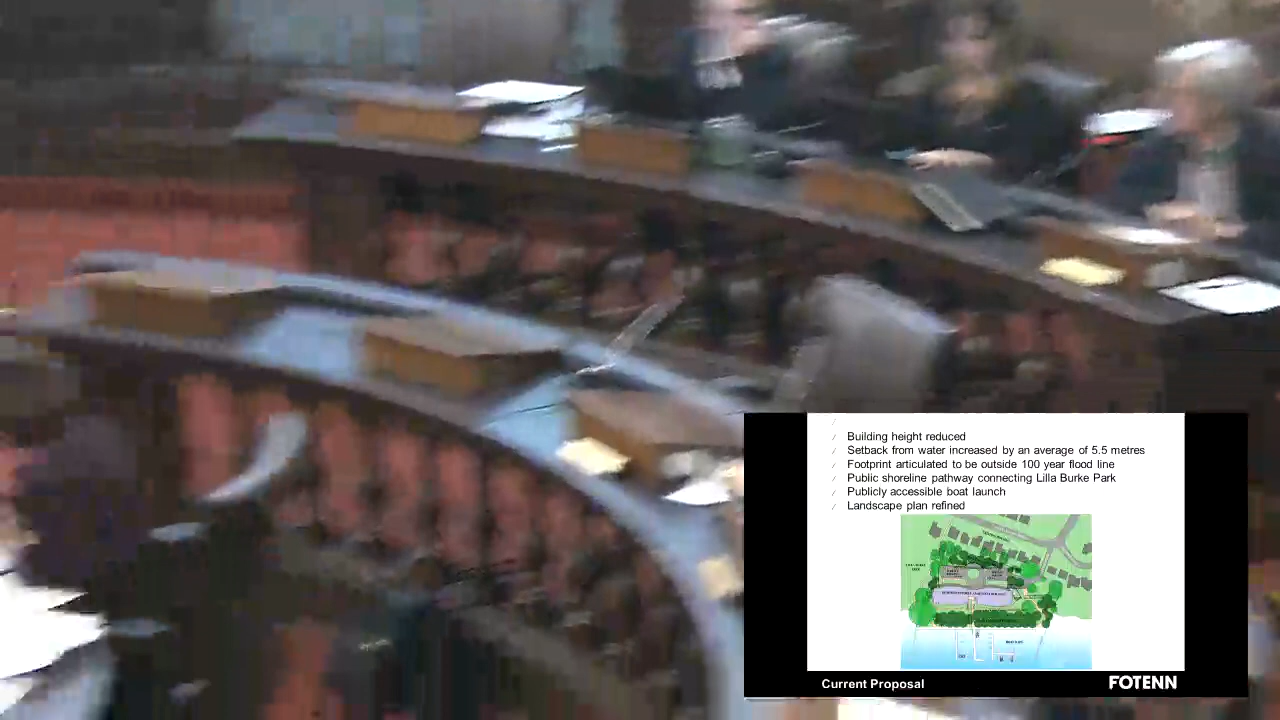 Building height reduced
Setback from water increased by an average of 5.5 metres
Footprint articulated to be outside 100 year flood line
Public shoreline pathway connecting Lilla Burke Park
Publicly accessible boat launch
Landscape plan refined
Current Proposal
FOTENN